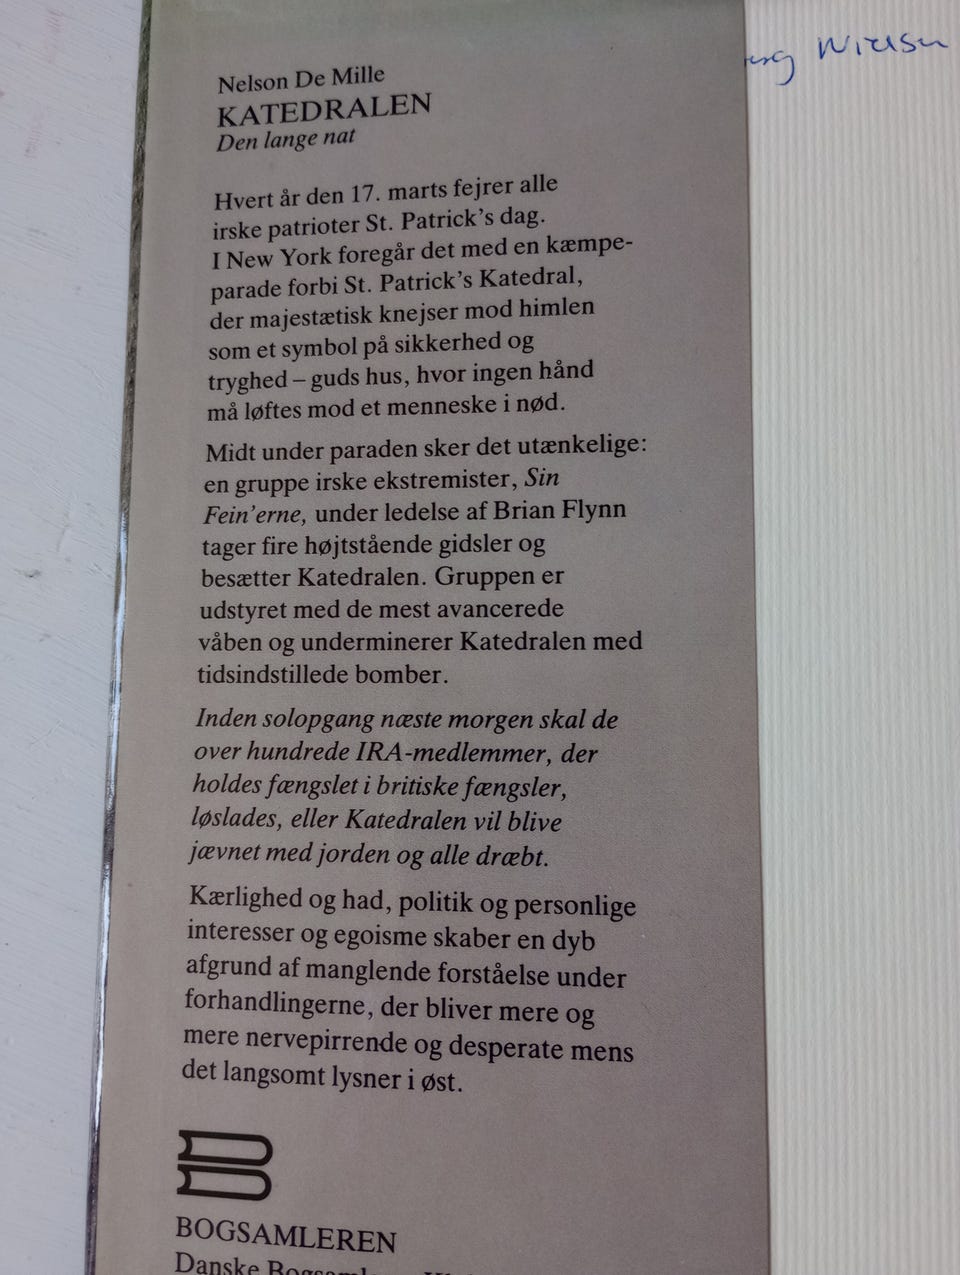 Nelson De Mille
KATEDRALEN
Den lange nat
Hvert år den 17. marts fejrer alle
irske patrioter St. Patrick's dag.
I New York foregår det med en kæmpe-
parade forbi St. Patrick's Katedral,
der majestætisk knejser mod himlen
som et symbol på sikkerhed og
tryghed – guds hus, hvor ingen hånd
må løftes mod et menneske i nød.
Midt under paraden sker det utænkelige:
en gruppe irske ekstremister, Sin
Fein'erne, under ledelse af Brian Flynn
tager fire højtstående gidsler og
besætter Katedralen. Gruppen er
udstyret med de mest avancerede
våben og underminerer Katedralen med
tidsindstillede bomber.
Inden solopgang næste morgen skal de
over hundrede IRA-medlemmer, der
holdes fængslet i britiske fængsler,
løslades, eller Katedralen vil blive
jævnet med jorden og alle dræbt.
Kærlighed og had, politik og personlige
interesser og egoisme skaber en dyb
afgrund af manglende forståelse under
forhandlingerne, der bliver mere og
mere nervepirrende og desperate mens
det langsomt lysner i øst.
BOGSAMLEREN
Danske
Nielsen